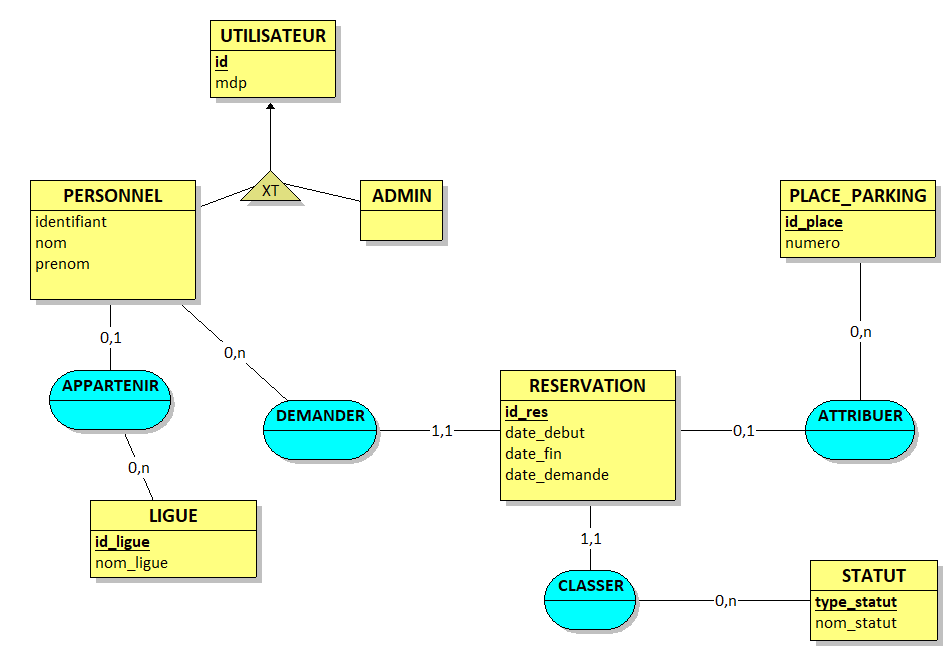 UTILISATEUR
id
mdp
XT
PERSONNEL
identifiant
nom
prenom
ADMIN
PLACE_PARKING
id_place
numero
0,1
0,n
0,n
APPARTENIR
DEMANDER
1,1
RESERVATION
id_res
date_debut
date_fin
date_demande
0,1
ATTRIBUER
0,n
LIGUE
id_ligue
nom_ligue
1,1
CLASSER
0,n
STATUT
type_statut
nom_statut